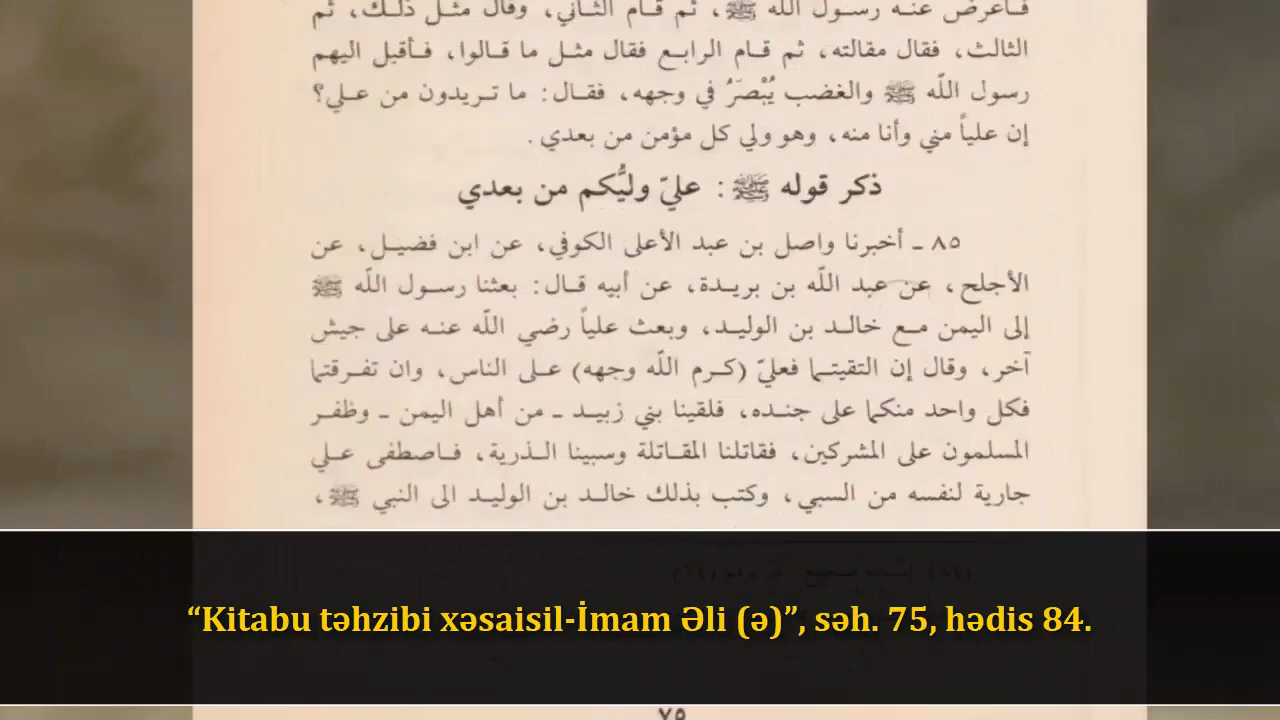 فأعرض عنه رسول الله ﷺ، ثم قام الثاني، وقال مثل ذلك، ثم
الثالث، فقال مقالته، ثم قام الرابع فقال مثل ما قالوا، فأقبل اليهم
رسول اللّه ﷺ والغضب يُبْصَرُ في وجهه، فقال: ما تريدون من علي؟
إن علياً مني وأنا منه، وهو ولي كل مؤمن من بعدي.
ذكر قوله ﷺ: عليّ وليُّكم من بعدي
٨٥ ـ أخبرنا واصل بن عبد الأعلى الكوفي، عن ابن فضيل، عن
الأجلح، عن عبد اللّه بن بريدة، عن أبيه قال: بعثنا رسول اللّه ﷺ
إلى اليمن مع خالد بن الوليد، وبعث علياً رضي اللّه عنه على جيش
آخر، وقال إن التقيتما فعليّ (كرم اللّه وجهه) على الناس، وان تفرقتما
فكل واحد منكما على جنده، فلقينا بني زبيد ـ من أهل اليمن ـ وظفر
المسلمون على المشركين، فقاتلنا المقاتلة وسبينا الذرية، فاصطفى علي
جارية لنفسه من السبي، وكتب بذلك خالد بن الوليد الى النبي ﷺ،
“Kitabu təhzibi xəsaisil-İmam Əli (ə)”, səh. 75, hədis 84.
٧٥